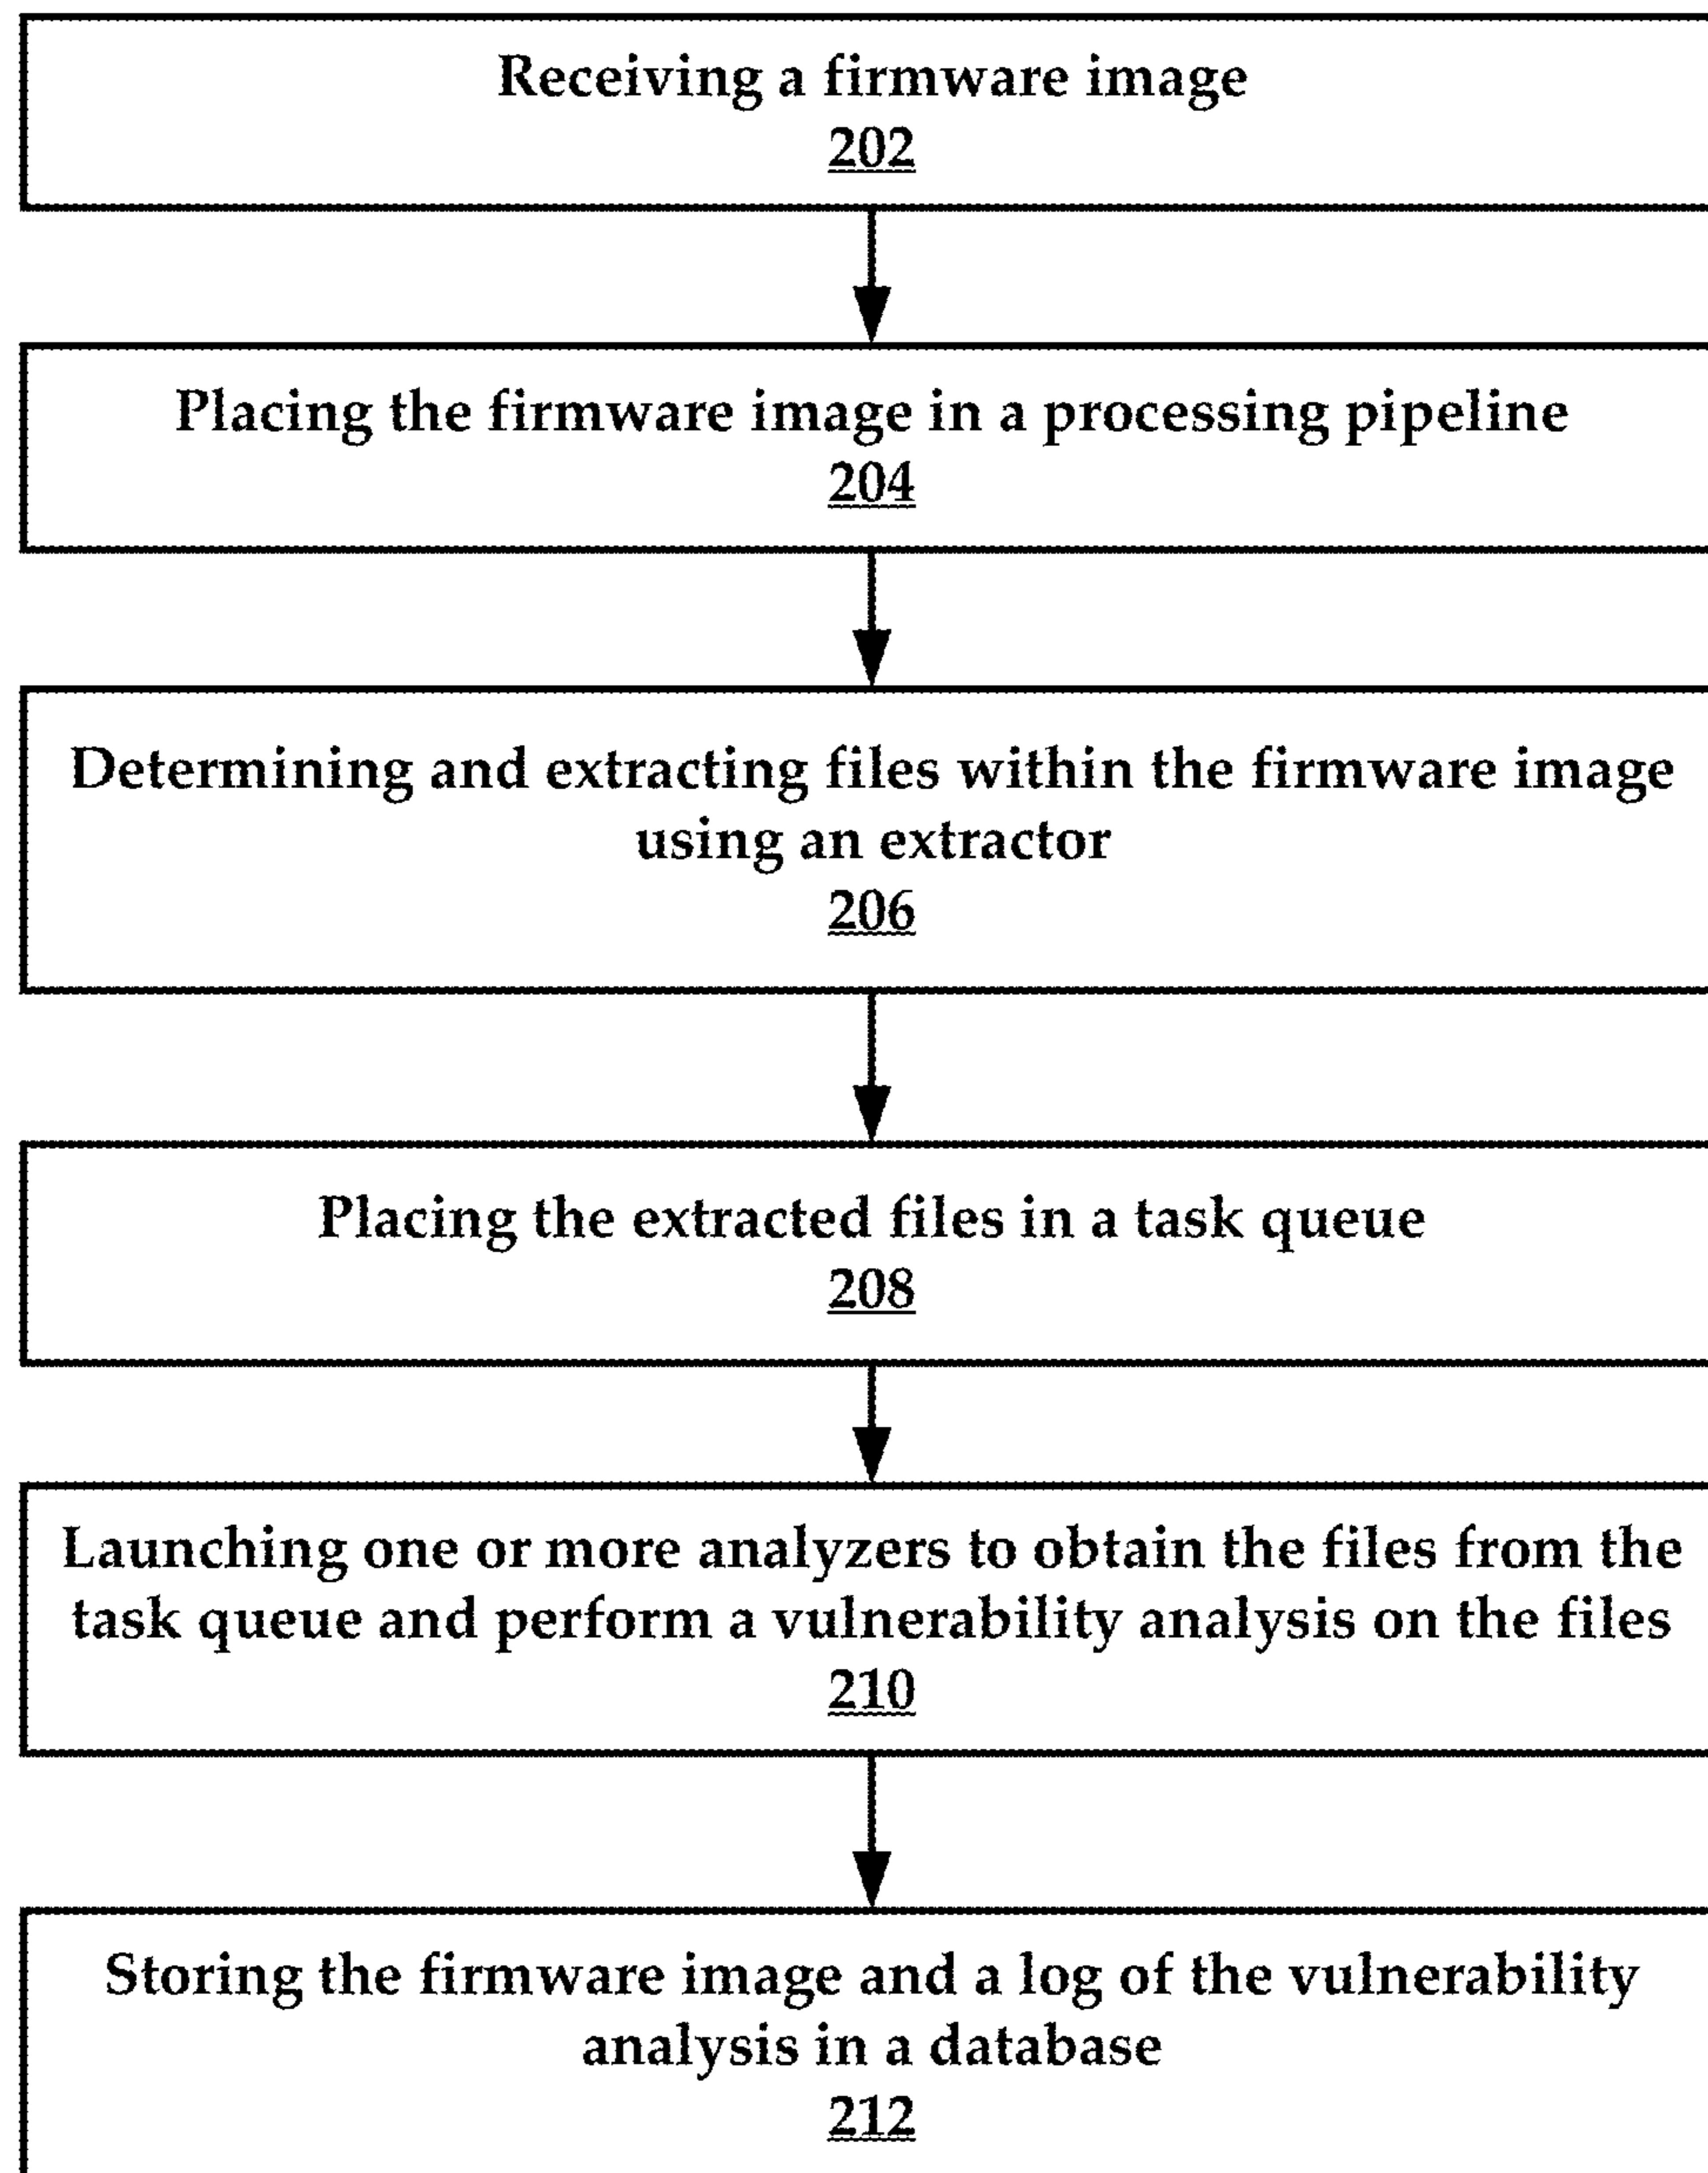 Receiving a firmware image
202
Placing the firmware image in a processing pipeline
204
Determining and extracting files within the firmware image
using an extractor
206
Placing the extracted files in a task queue
208
Launching one or more analyzers to obtain the files from the
task queue and perform a vulnerability analysis on the files
210
Storing the firmware image and a log of the vulnerability
analysis in a database
212